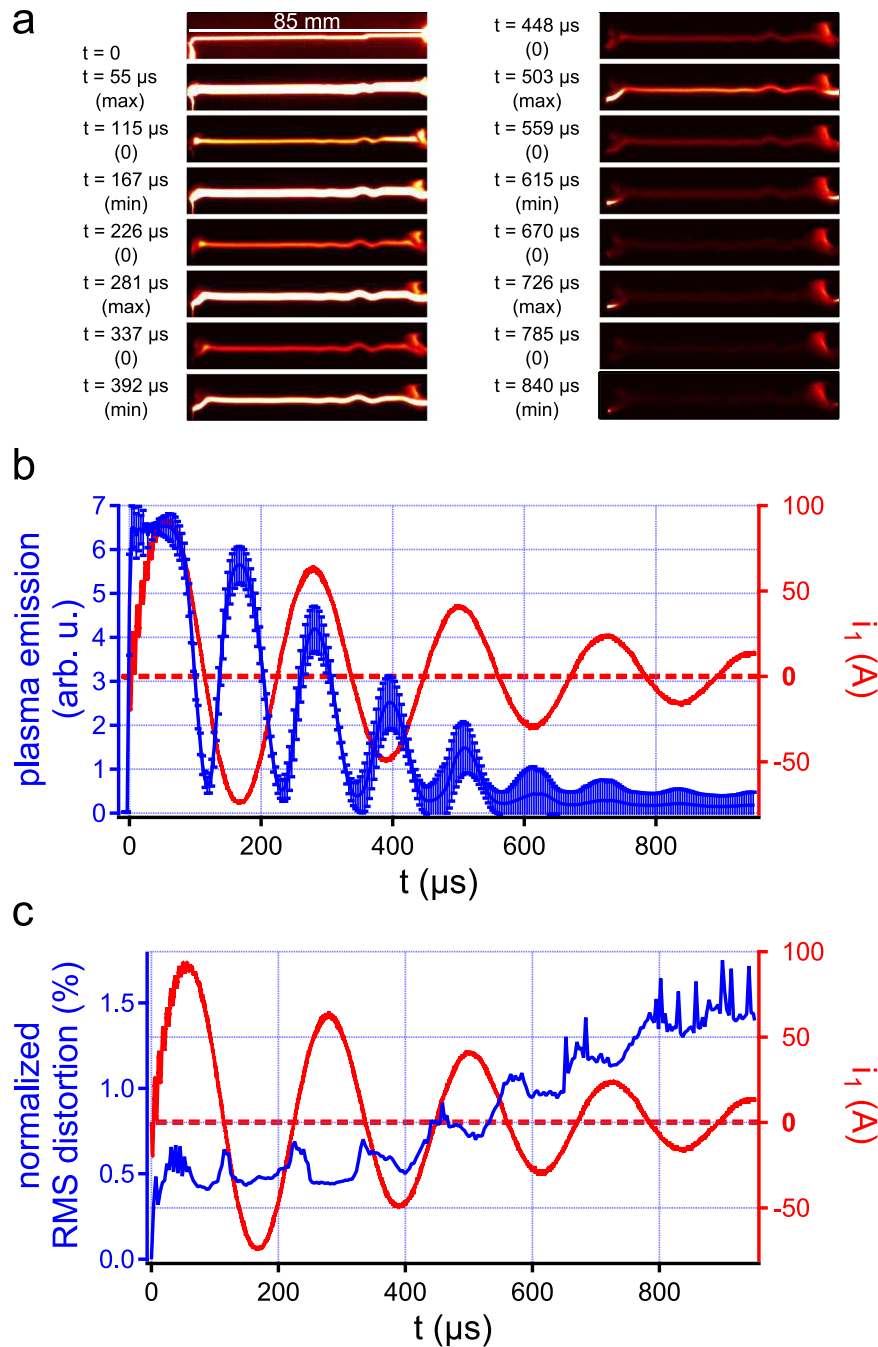 a
85 mm
t = 0
t = 55 µs
(max)
t = 115 µs
(0)
t = 167 µs
(min)
t = 226 µs
(0)
t = 281 µs
(max)
t = 337 µs
(0)
t = 392 µs
(min)
t = 448 µs
(0)
t = 503 µs
(max)
t = 559 µs
(0)
t = 615 µs
(min)
t = 670 µs
(0)
t = 726 µs
(max)
t = 785 µs
(0)
t = 840 µs
(min)
b
plasma emission
(arb. u.)
7
6
5
4
3
2
1
0
100
50
0
-50
i1 (A)
0
200
400
600
800
t (µs)
c
normalized
RMS distortion (%)
1.5
1.0
0.5
0.0
100
50
0
-50
i1 (A)
0
200
400
600
800
t (µs)